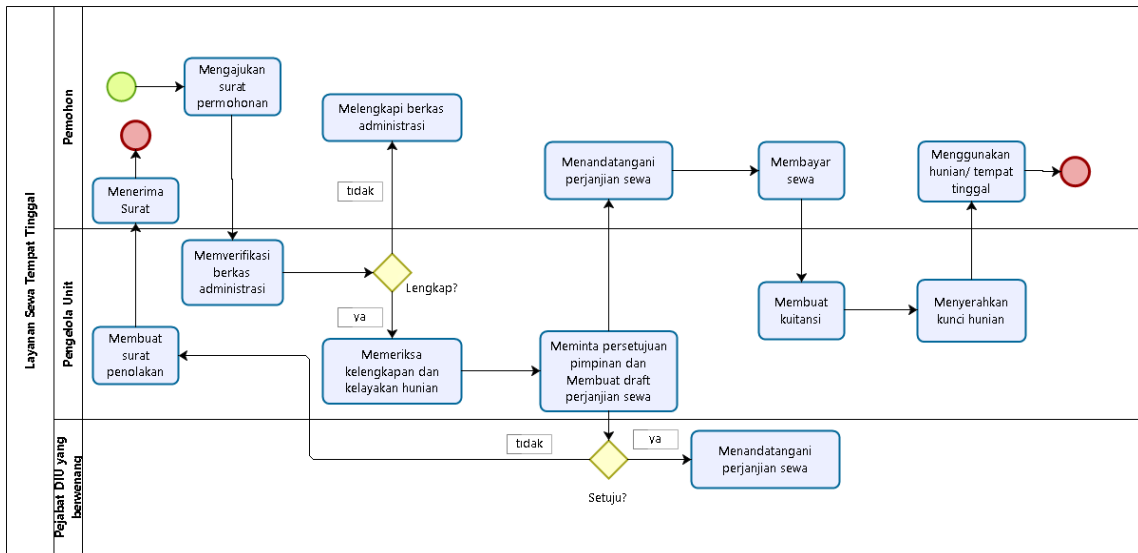 Layanan Sewa Tempat Tinggal
Pemohon
Mengajukan
surat
permohonan
Melengkapi berkas
administrasi
Menerima
Surat
tidak
Menandatangani
perjanjian sewa
Membayar
sewa
Menggunakan
hunian/ tempat
tinggal
Pengelola Unit
Memverifikasi
berkas
administrasi
Lengkap?
ya
Membuat
surat
penolakan
Memeriksa
kelengkapan dan
kelayakan hunian
Meminta persetujuan
pimpinan dan
Membuat draft
perjanjian sewa
Membuat
kuitansi
Menyerahkan
kunci hunian
Pejabat DIU yang
berwenang
tidak
ya
Setuju?
Menandatangani
perjanjian sewa